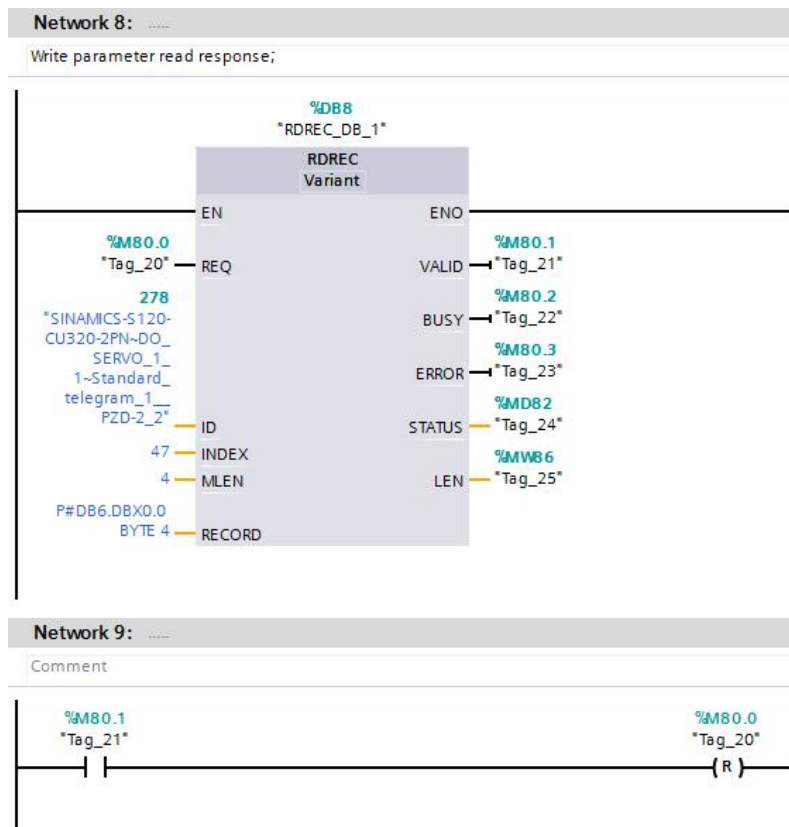 Network 8: .....
Write parameter read response;
%DB8
"RDREC_DB_1"
RDREC
Variant
EN
ENO
%M80.0
"Tag_20"
REQ
%M80.1
VALID
"Tag_21"
278
"SINAMICS-S120-
CU320-2PN~DO_
SERVO_1_
1~Standard_
telegram_1__
PZD-2_2"
ID
%M80.2
BUSY
"Tag_22"
%M80.3
ERROR
"Tag_23"
%MD82
STATUS
"Tag_24"
47
INDEX
4
MLEN
%MW86
LEN
"Tag_25"
P#DB6.DBX0.0
BYTE 4
RECORD
Network 9: .....
Comment
%M80.1
"Tag_21"
%M80.0
"Tag_20"
R